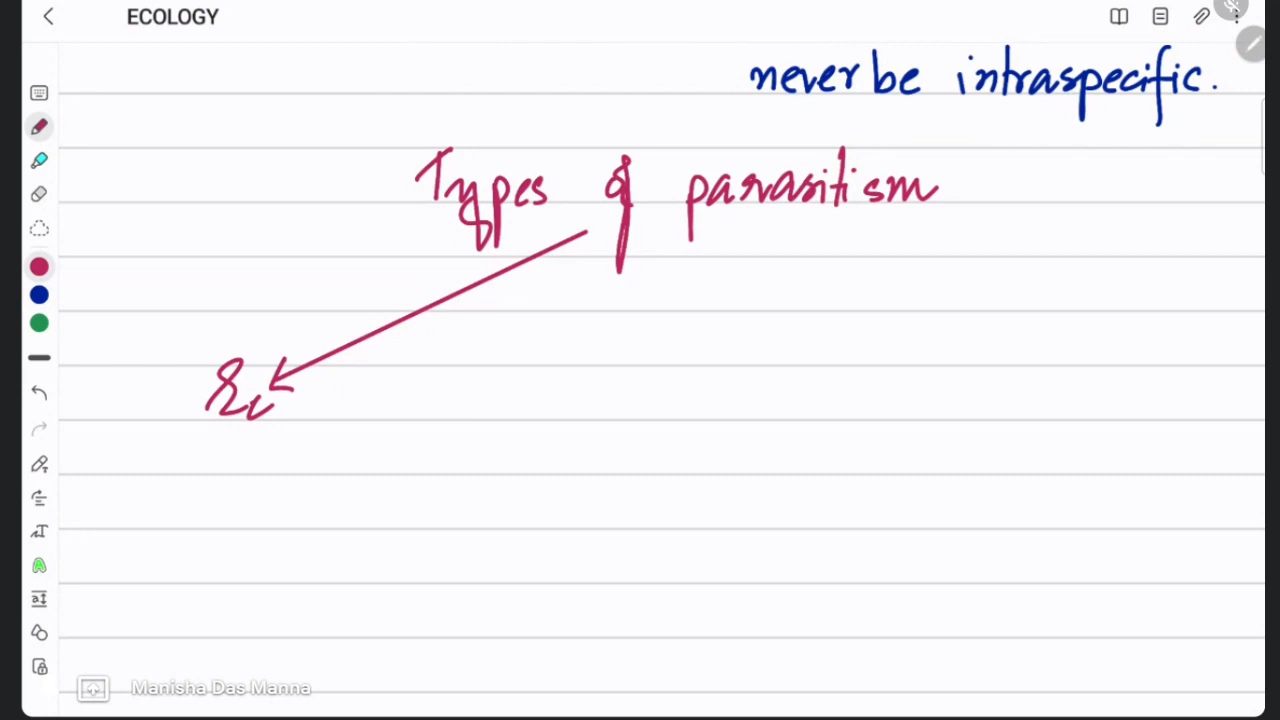 ECOLOGY
never be intraspecific.
Types of parasitism
Manisha Das Manna